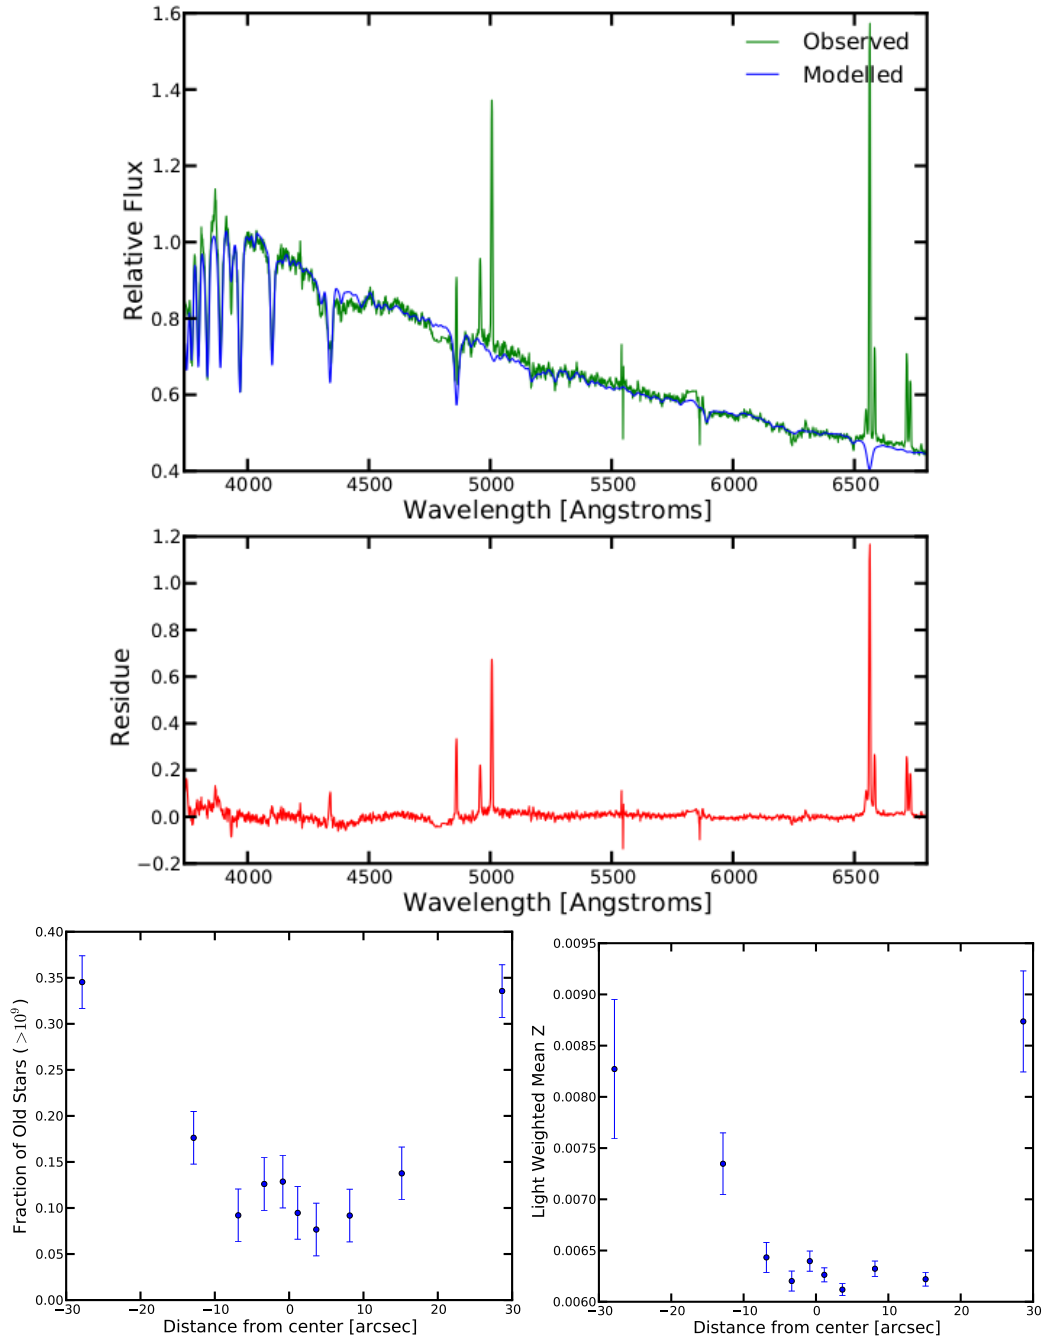 1.6
1.4
1.2
1.0
0.8
0.6
0.4
Relative Flux
Observed
Modelled
4000 4500 5000 5500 6000 6500
Wavelength [Angstroms]
1.2
1.0
0.8
0.6
0.4
0.2
0.0
−0.2
Residue
4000 4500 5000 5500 6000 6500
Wavelength [Angstroms]
0.40
0.35
0.30
0.25
0.20
0.15
0.10
0.05
0.00
Fraction of Old Stars ( >10⁹)
−30 −20 −10 0 10 20 30
Distance from center [arcsec]
0.0095
0.0090
0.0085
0.0080
0.0075
0.0070
0.0065
0.0060
Light Weighted Mean Z
−30 −20 −10 0 10 20 30
Distance from center [arcsec]